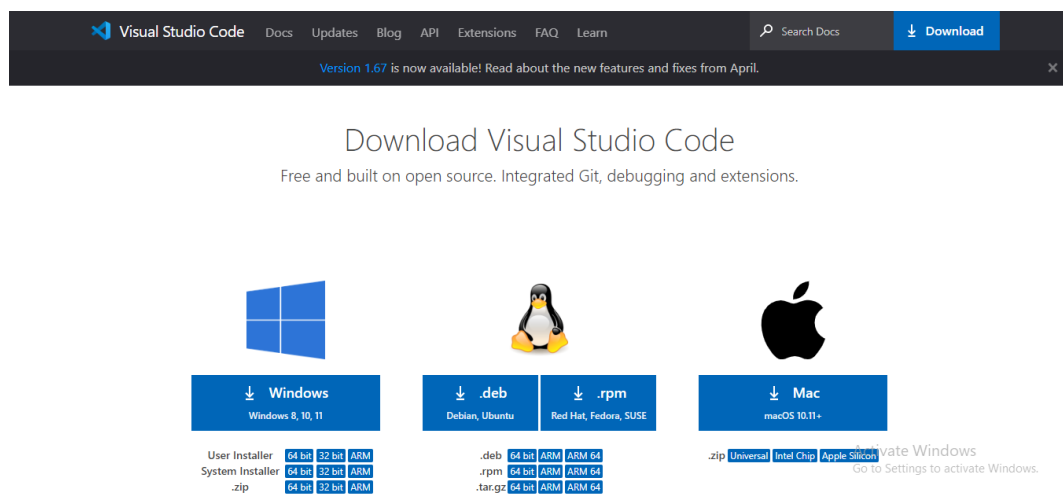 Visual Studio Code Docs Updates Blog API Extensions FAQ Learn Search Docs Download
Version 1.67 is now available! Read about the new features and fixes from April.
Download Visual Studio Code
Free and built on open source. Integrated Git, debugging and extensions.
Windows
Windows 8, 10, 11
.deb
Debian, Ubuntu
.rpm
Red Hat, Fedora, SUSE
Mac
macOS 10.11+
User Installer 64 bit 32 bit ARM
System Installer 64 bit 32 bit ARM
.zip 64 bit 32 bit ARM
.deb 64 bit ARM ARM 64
.rpm 64 bit ARM ARM 64
.tar.gz 64 bit ARM ARM 64
.zip Universal Intel Chip Apple Silicon
Activate Windows
Go to Settings to activate Windows.